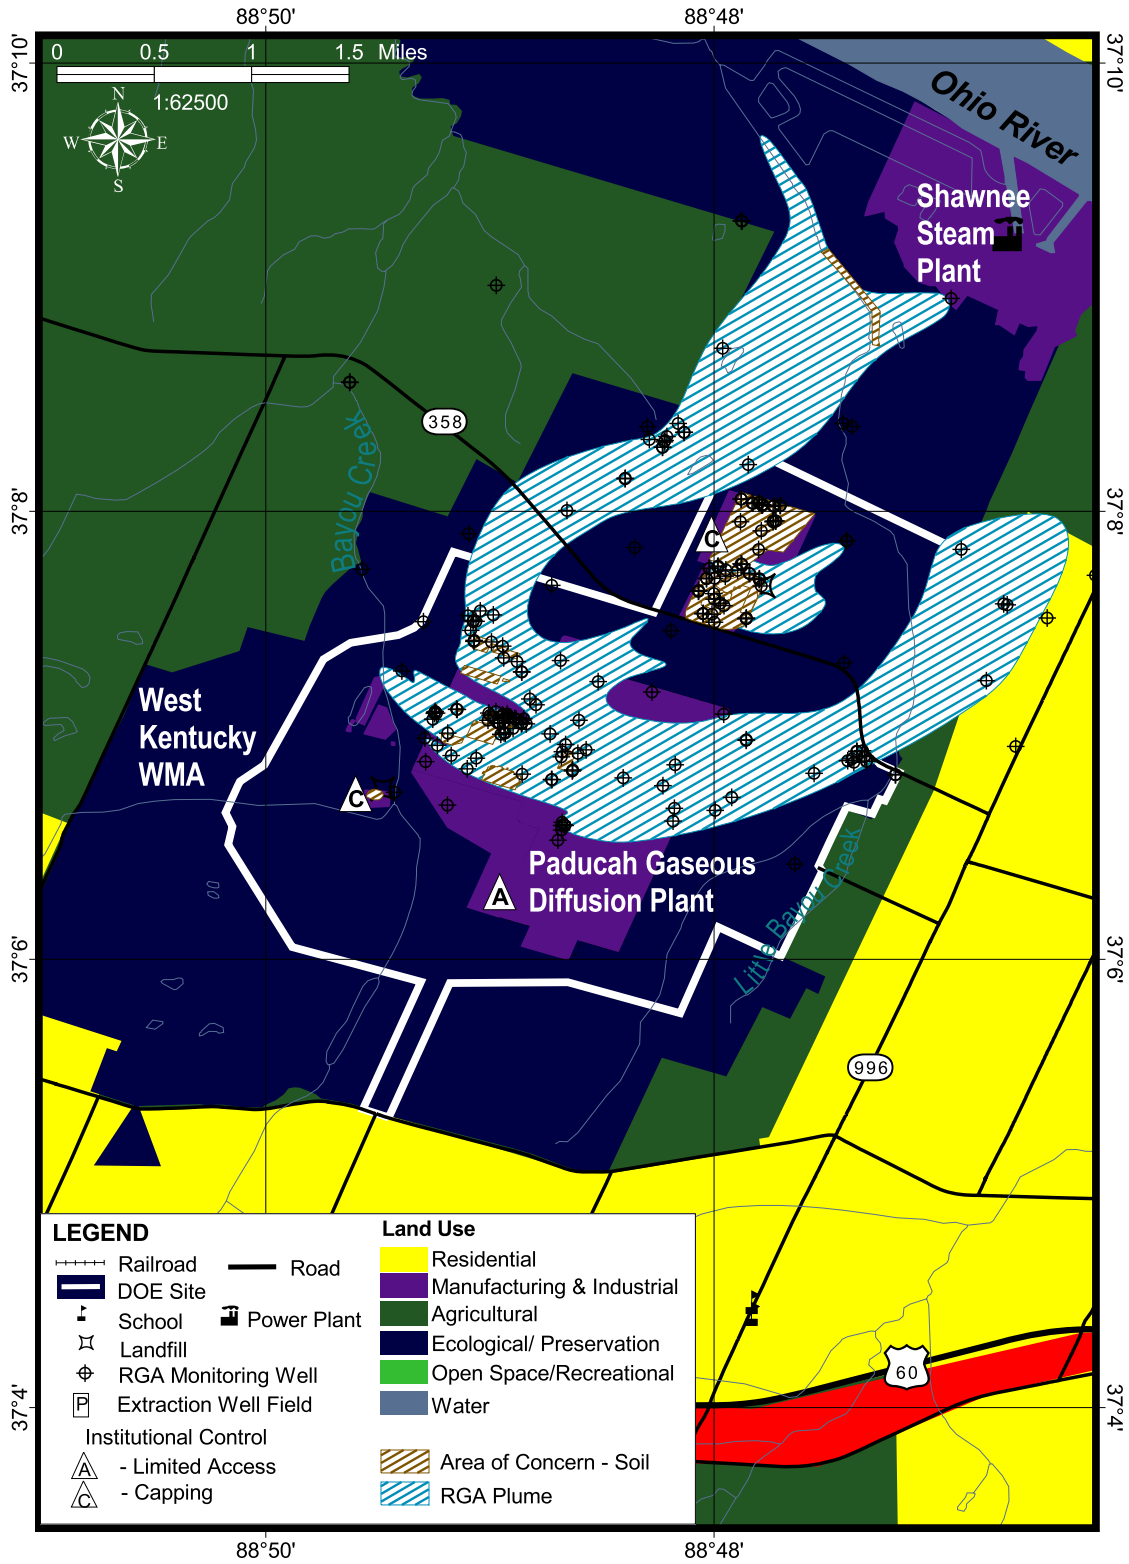 88°50'
88°48'
37°10'
37°10'
0
0.5
1
1.5
Miles
1:62500
N
W
E
S
Ohio River
Shawnee
Steam
Plant
358
Bayou Creek
37°8'
37°8'
C
West
Kentucky
WMA
C
Paducah Gaseous
Diffusion Plant
A
Little Bayou Creek
37°6'
37°6'
996
LEGEND
Railroad
Road
DOE Site
School
Power Plant
Landfill
RGA Monitoring Well
P
Extraction Well Field
Institutional Control
A
- Limited Access
C
- Capping
Land Use
Residential
Manufacturing & Industrial
Agricultural
Ecological/ Preservation
Open Space/Recreational
Water
Area of Concern - Soil
RGA Plume
60
37°4'
37°4'
88°50'
88°48'